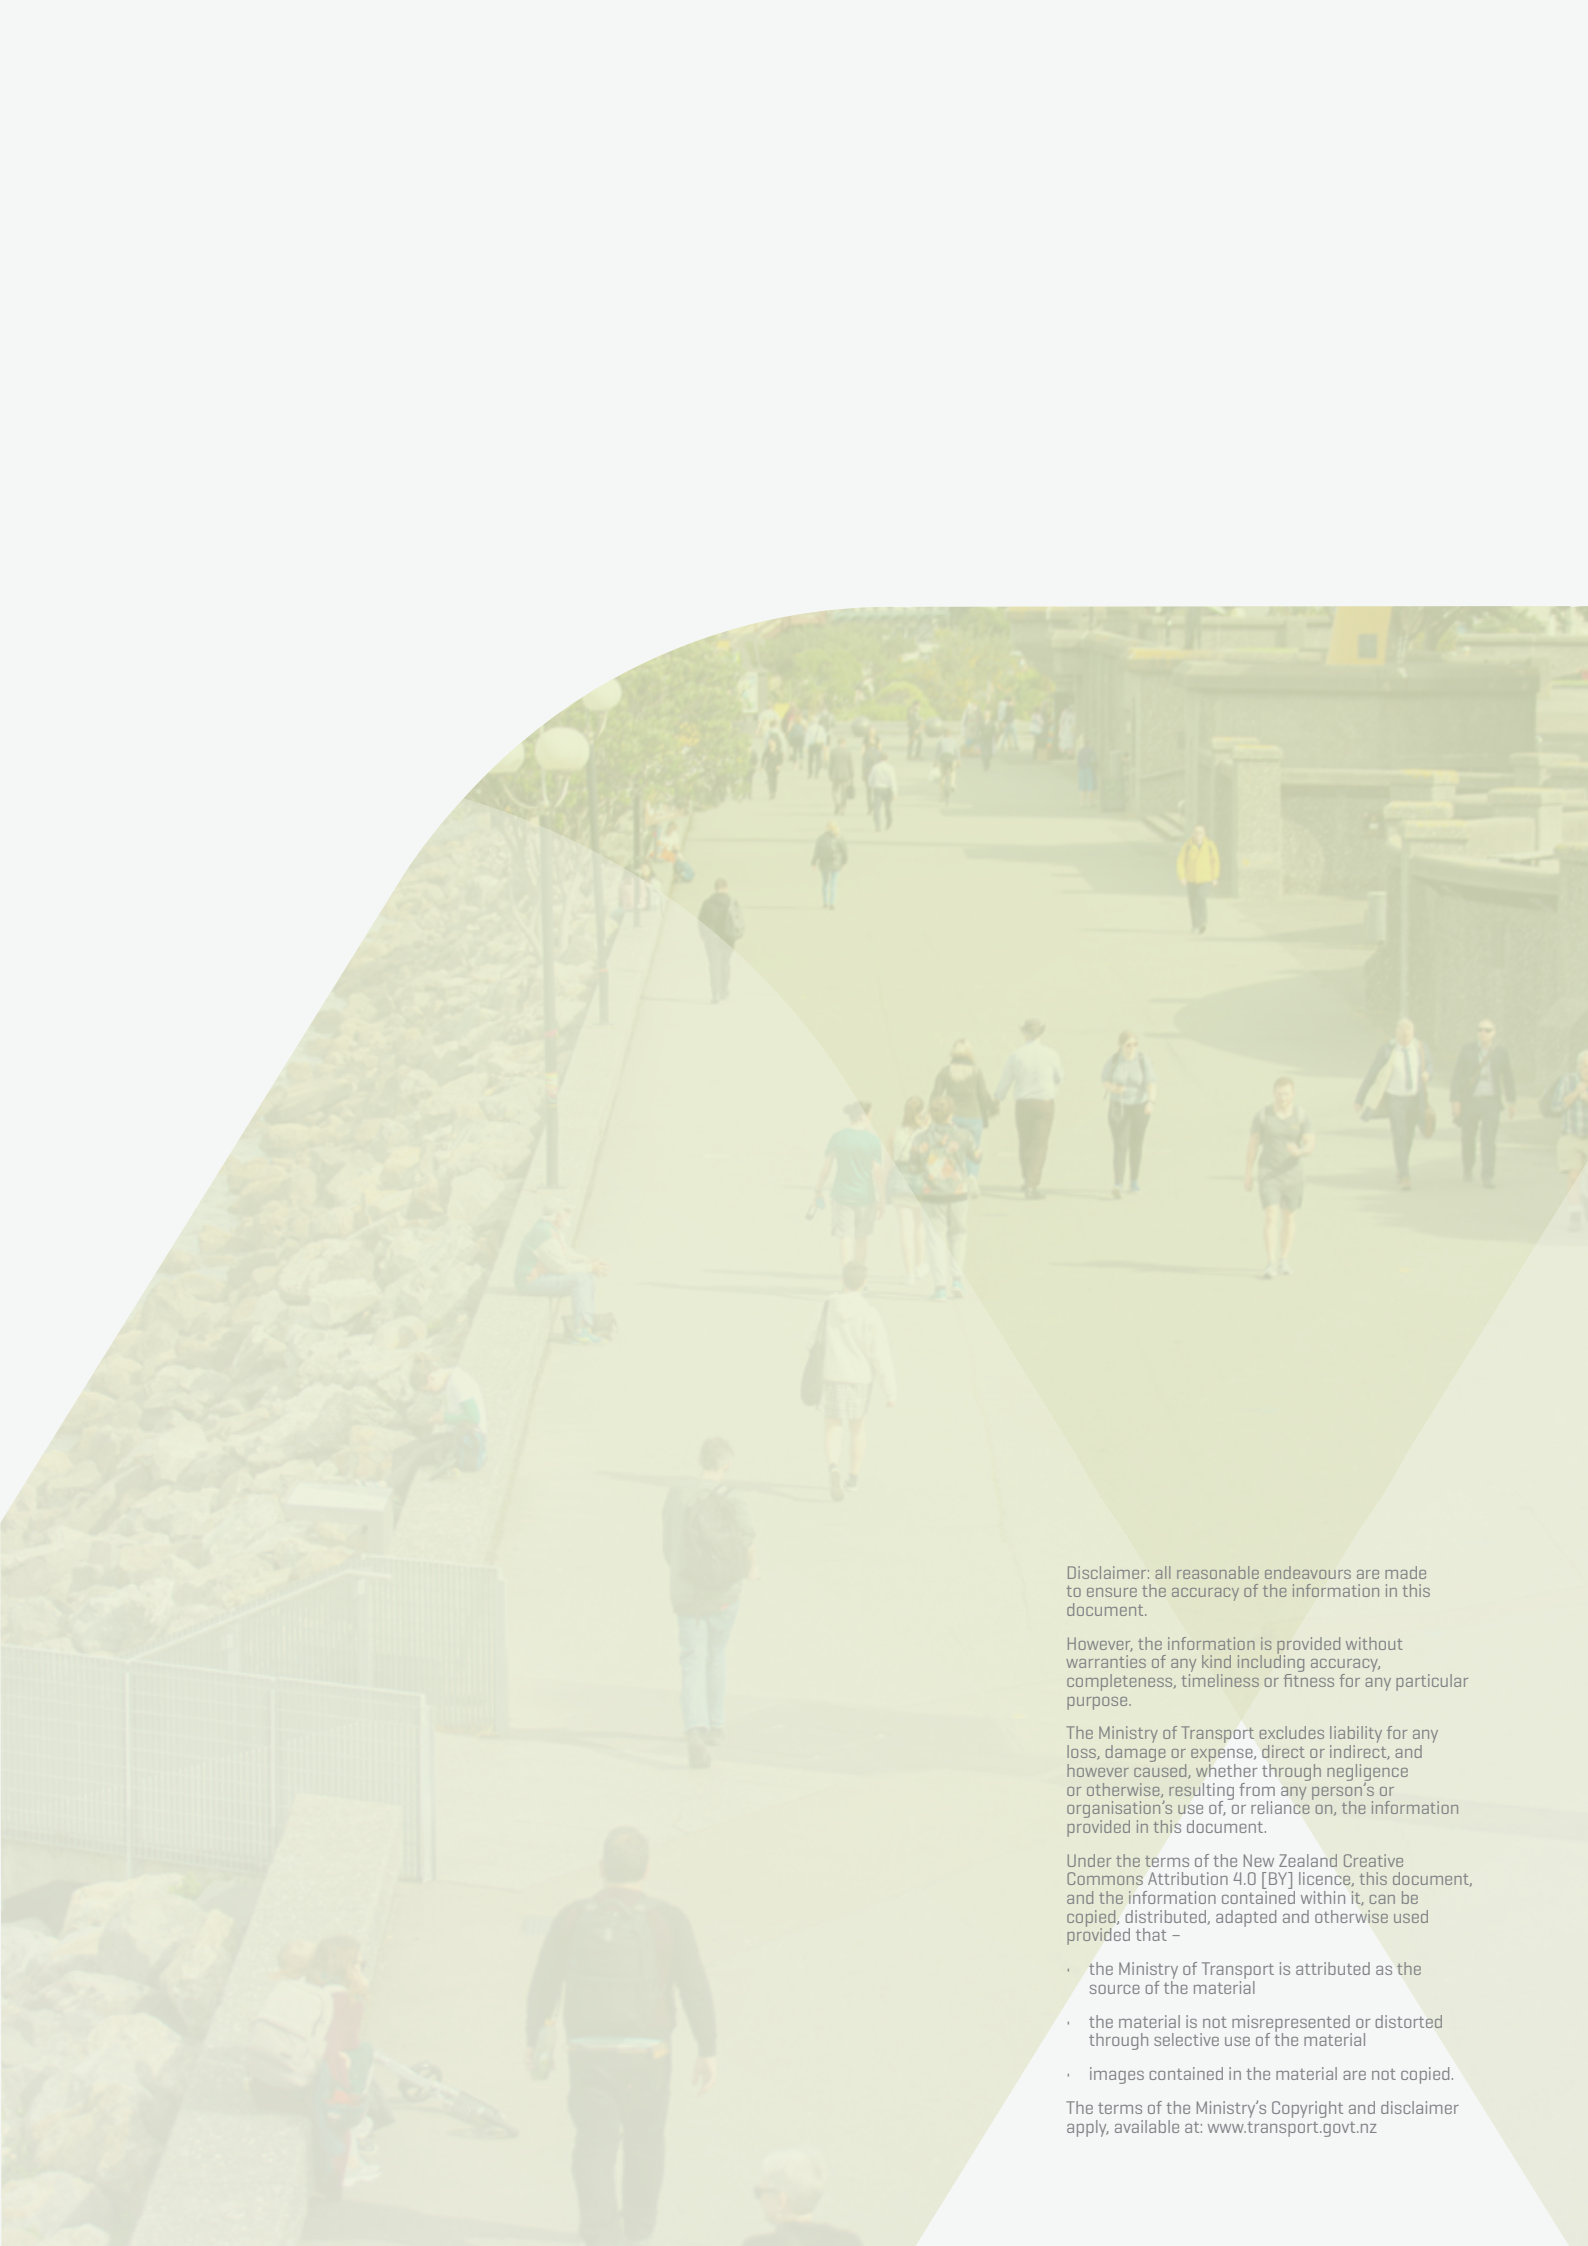 Disclaimer: all reasonable endeavours are made
to ensure the accuracy of the information in this
document.
However, the information is provided without
warranties of any kind including accuracy,
completeness, timeliness or fitness for any particular
purpose.
The Ministry of Transport excludes liability for any
loss, damage or expense, direct or indirect, and
however caused, whether through negligence
or otherwise, resulting from any person's or
organisation's use of, or reliance on, the information
provided in this document.
Under the terms of the New Zealand Creative
Commons Attribution 4.0 [BY] licence, this document,
and the information contained within it, can be
copied, distributed, adapted and otherwise used
provided that –
• the Ministry of Transport is attributed as the
source of the material
• the material is not misrepresented or distorted
through selective use of the material
• images contained in the material are not copied.
The terms of the Ministry's Copyright and disclaimer
apply, available at: www.transport.govt.nz